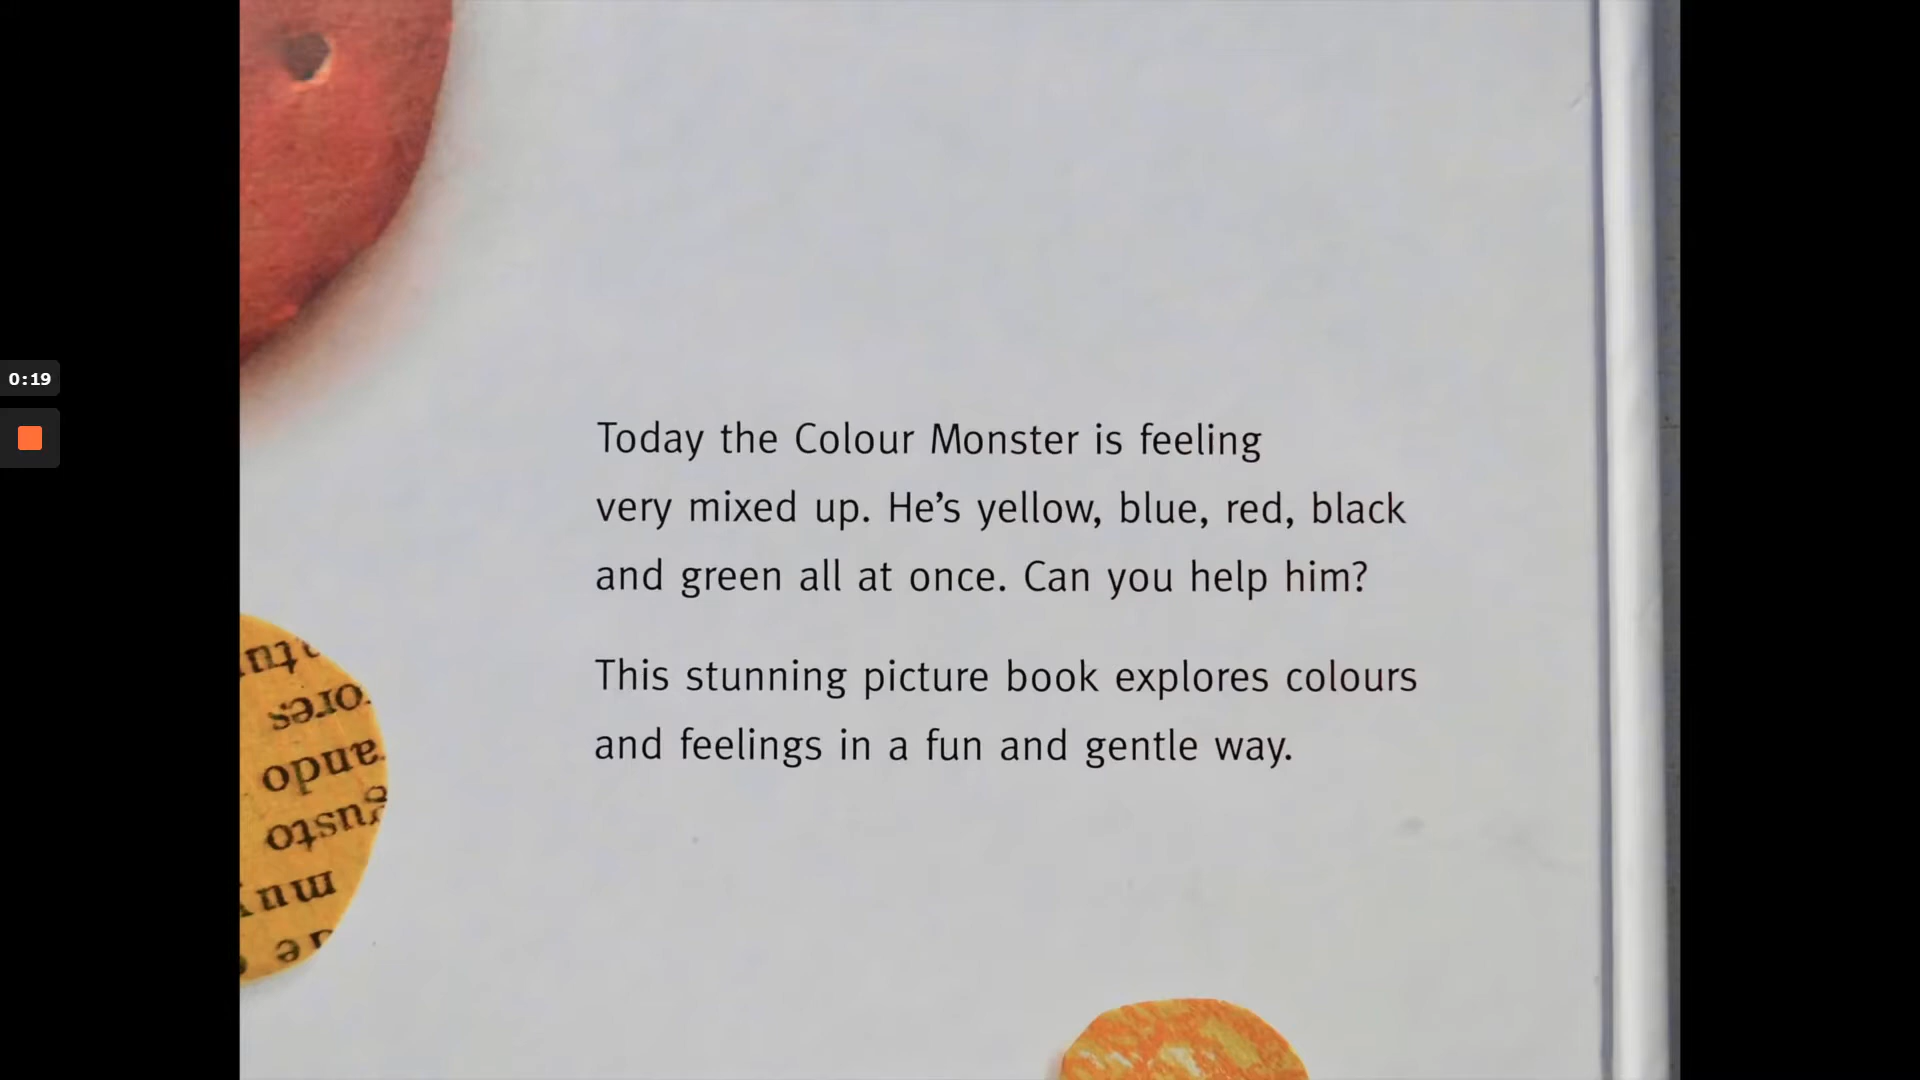 0:19
Today the Colour Monster is feeling
very mixed up. He's yellow, blue, red, black
and green all at once. Can you help him?
This stunning picture book explores colours
and feelings in a fun and gentle way.
gusto